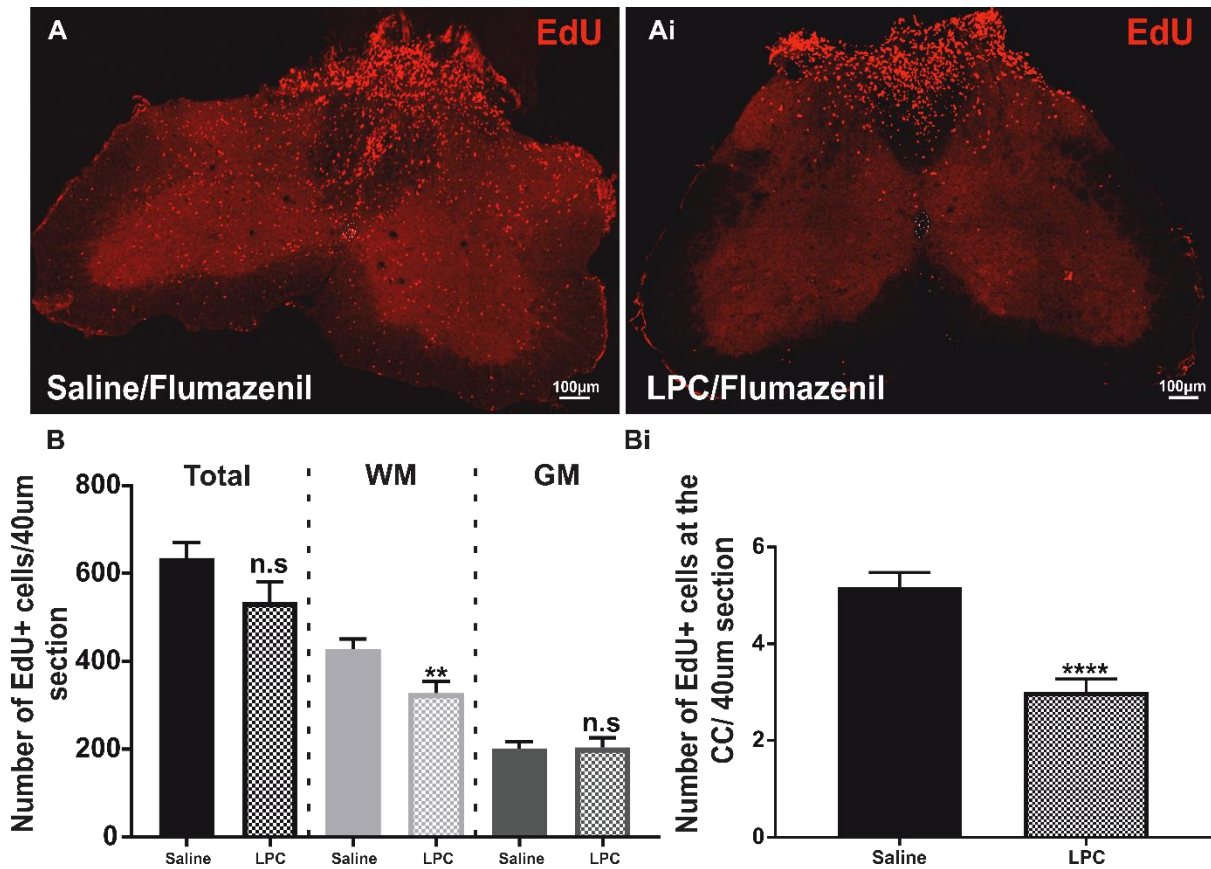 A
EdU
Saline/Flumazenil
100µm
Ai
EdU
LPC/Flumazenil
100µm
B
Number of EdU+ cells/40um
section
800
600
400
200
0
Total
WM
GM
n.s
**
n.s
Saline
LPC
Saline
LPC
Saline
LPC
Bi
Number of EdU+ cells at the
CC/ 40um section
6
4
2
0
****
Saline
LPC